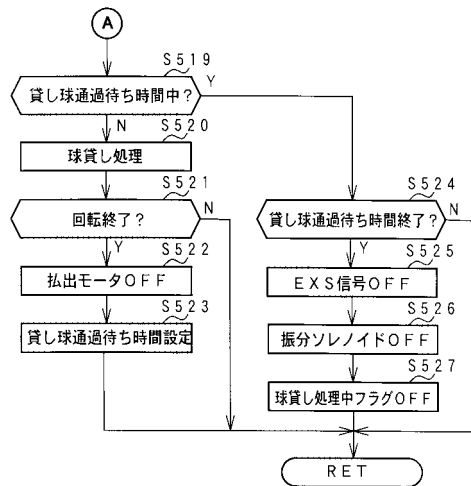 A
S519
貸し球通過待ち時間中?
Y
N
S520
球貸し処理
S521
回転終了?
N
Y
S522
払出モータOFF
S523
貸し球通過待ち時間設定
S524
貸し球通過待ち時間終了?
N
Y
S525
EXS信号OFF
S526
振分ソレノイドOFF
S527
球貸し処理中フラグOFF
RET